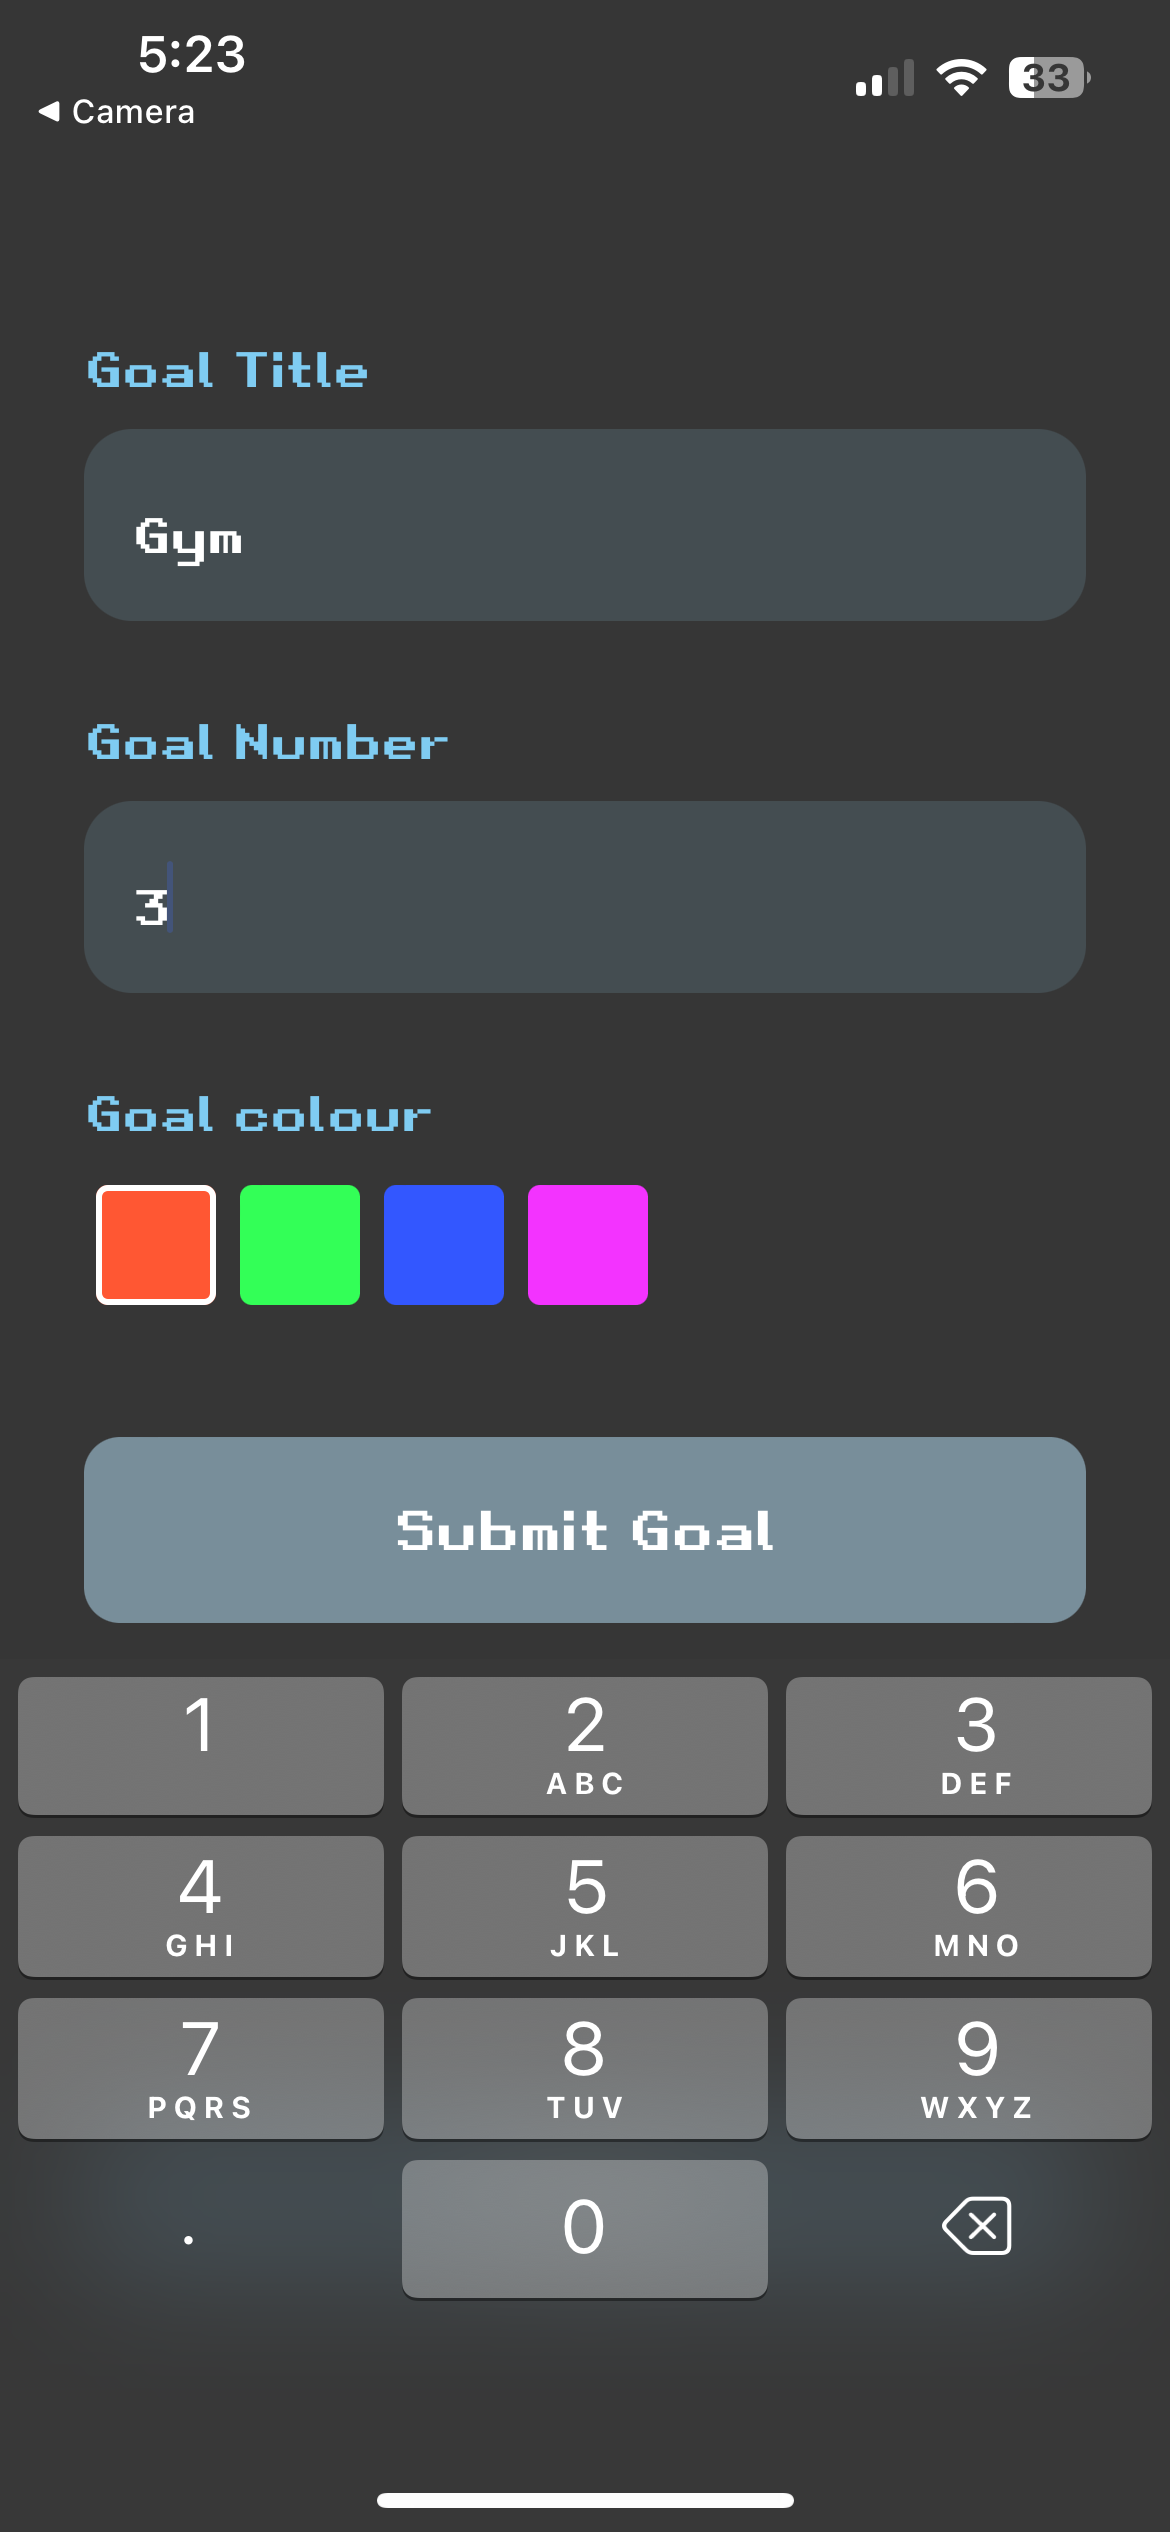 5:23
33
◀ Camera
Goal Title
Gym
Goal Number
3
Goal colour
Submit Goal
1
2
3
ABC
DEF
4
5
6
GHI
JKL
MNO
7
8
9
PQRS
TUV
WXYZ
.
0